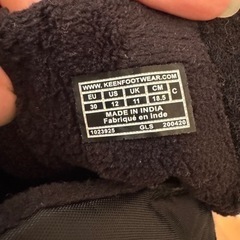 WWW.KEENFOOTWEAR.COM
EU US UK CM C
30 12 11 18.5
MADE IN INDIA
Fabriqué en Inde
1023925 GLS 200420